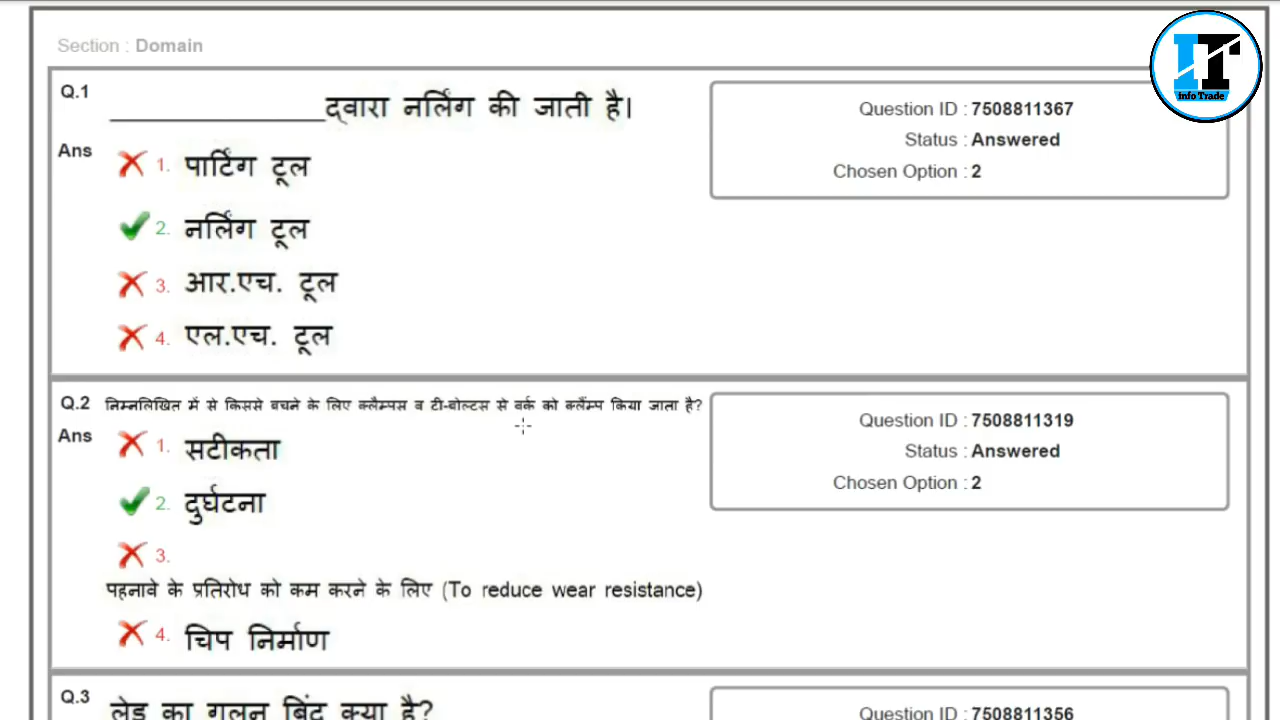 Section : Domain
IT
Info Trade
Q.1 ____________द्वारा नर्लिंग की जाती है।
Question ID : 7508811367
Status : Answered
Chosen Option : 2
Ans
1. पार्टिंग टूल
2. नर्लिंग टूल
3. आर.एच. टूल
4. एल.एच. टूल
Q.2 निम्नलिखित में से किससे बचने के लिए क्लैम्पस व टी-बोल्टस से वर्क को क्लैंम्प किया जाता है?
Question ID : 7508811319
Status : Answered
Chosen Option : 2
Ans
1. सटीकता
2. दुर्घटना
3.
पहनावे के प्रतिरोध को कम करने के लिए (To reduce wear resistance)
4. चिप निर्माण
Q.3 लेड का गलन बिंदु क्या है?
Question ID : 7508811356